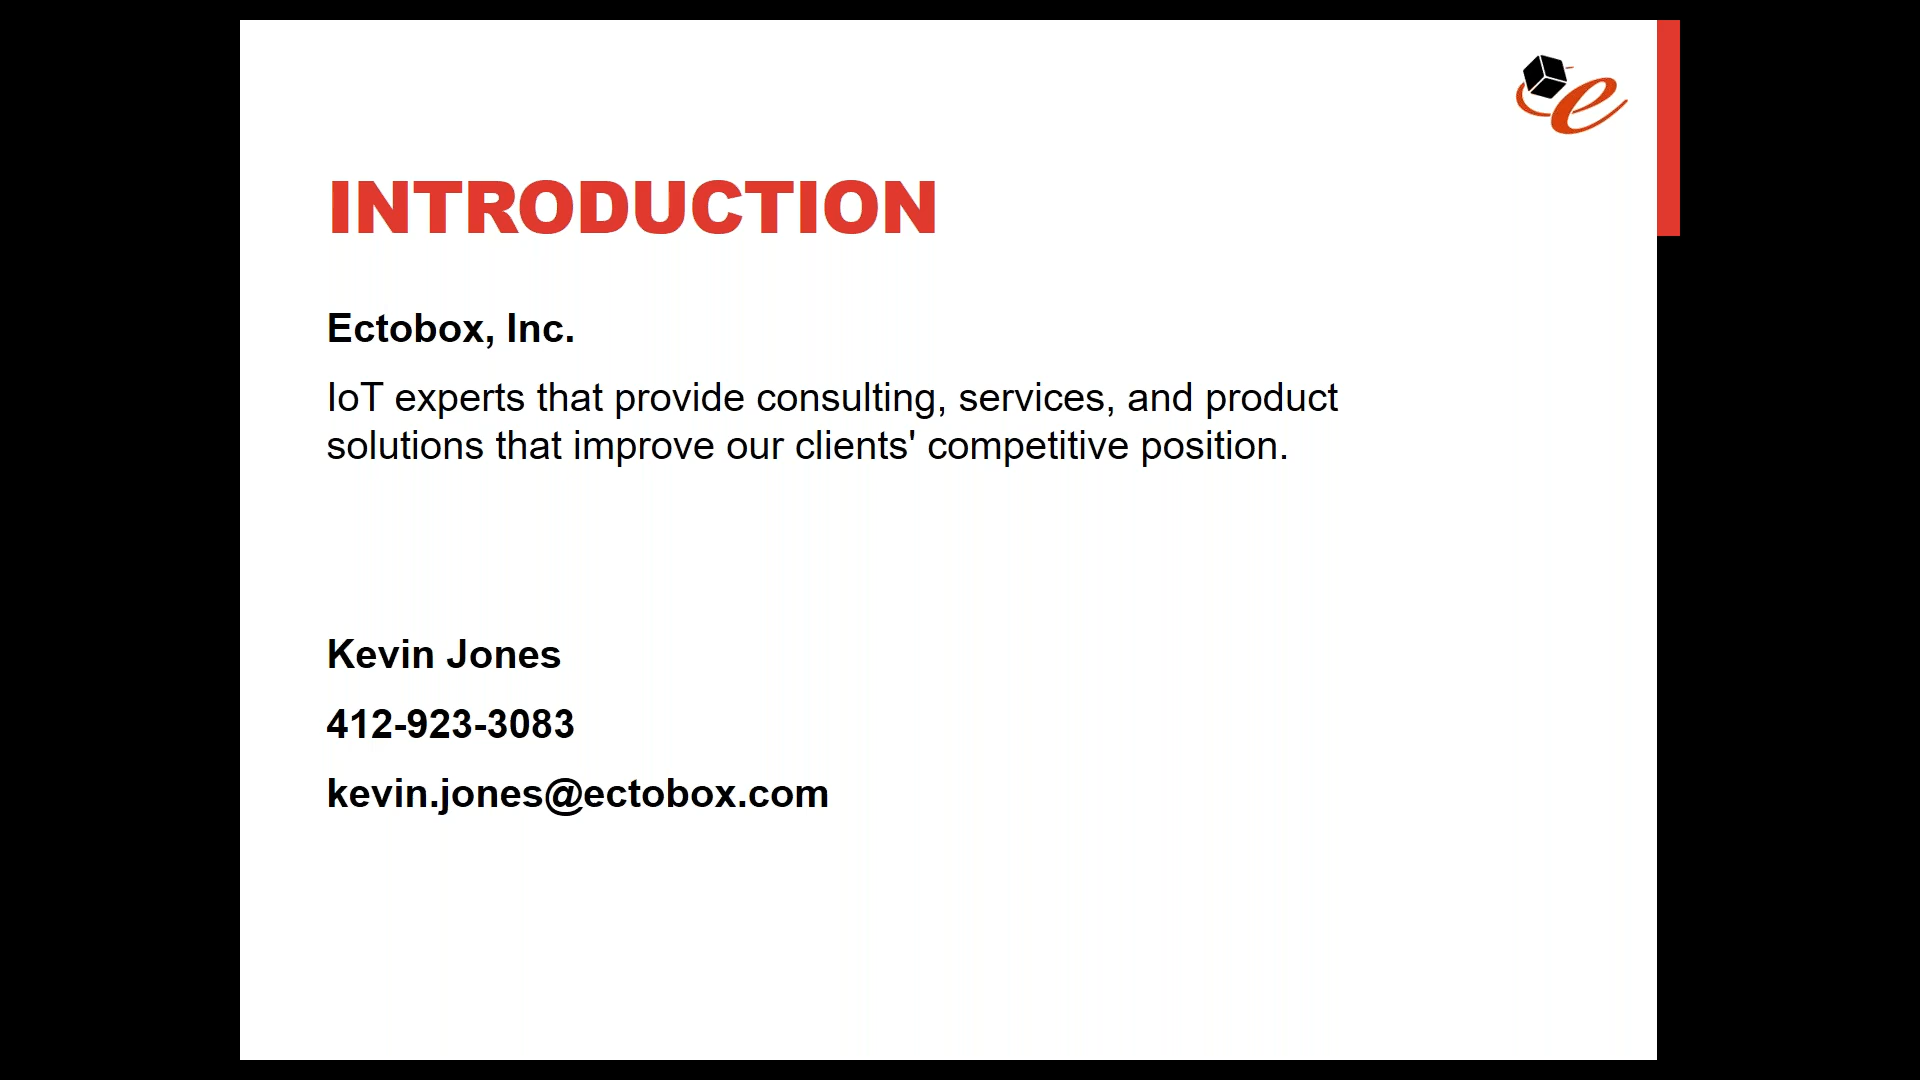 INTRODUCTION
Ectobox, Inc.
IoT experts that provide consulting, services, and product
solutions that improve our clients' competitive position.
Kevin Jones
412-923-3083
kevin.jones@ectobox.com